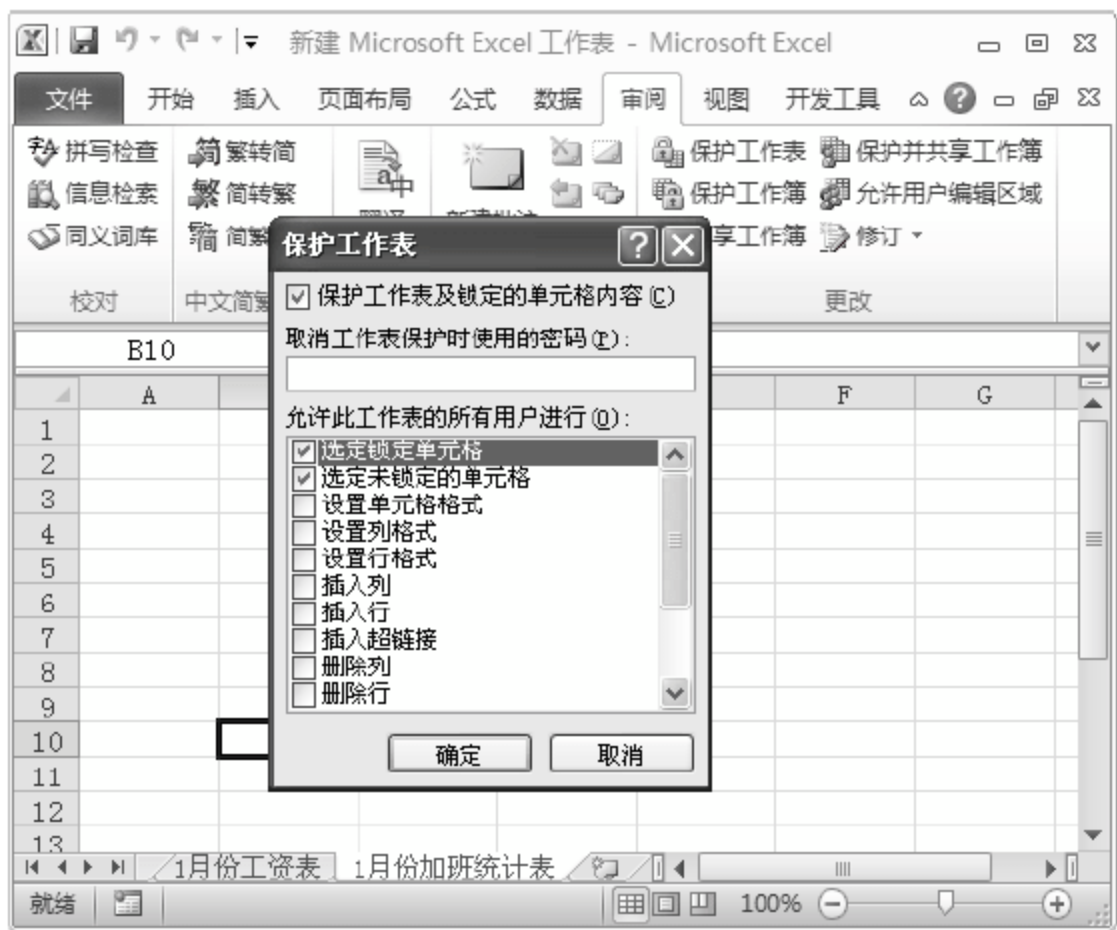 新建 Microsoft Excel 工作表 - Microsoft Excel
文件 开始 插入 页面布局 公式 数据 审阅 视图 开发工具
拼写检查 繁转简 保护工作表 保护并共享工作簿
信息检索 简转繁 保护工作簿 允许用户编辑区域
同义词库 简繁 享工作簿 修订
校对 中文简繁 更改
保护工作表
保护工作表及锁定的单元格内容(C)
取消工作表保护时使用的密码(P):
允许此工作表的所有用户进行(O):
选定锁定单元格
选定未锁定的单元格
设置单元格格式
设置列格式
设置行格式
插入列
插入行
插入超链接
删除列
删除行
确定 取消
B10
A F G
1
2
3
4
5
6
7
8
9
10
11
12
13
1月份工资表 1月份加班统计表
就绪 100%